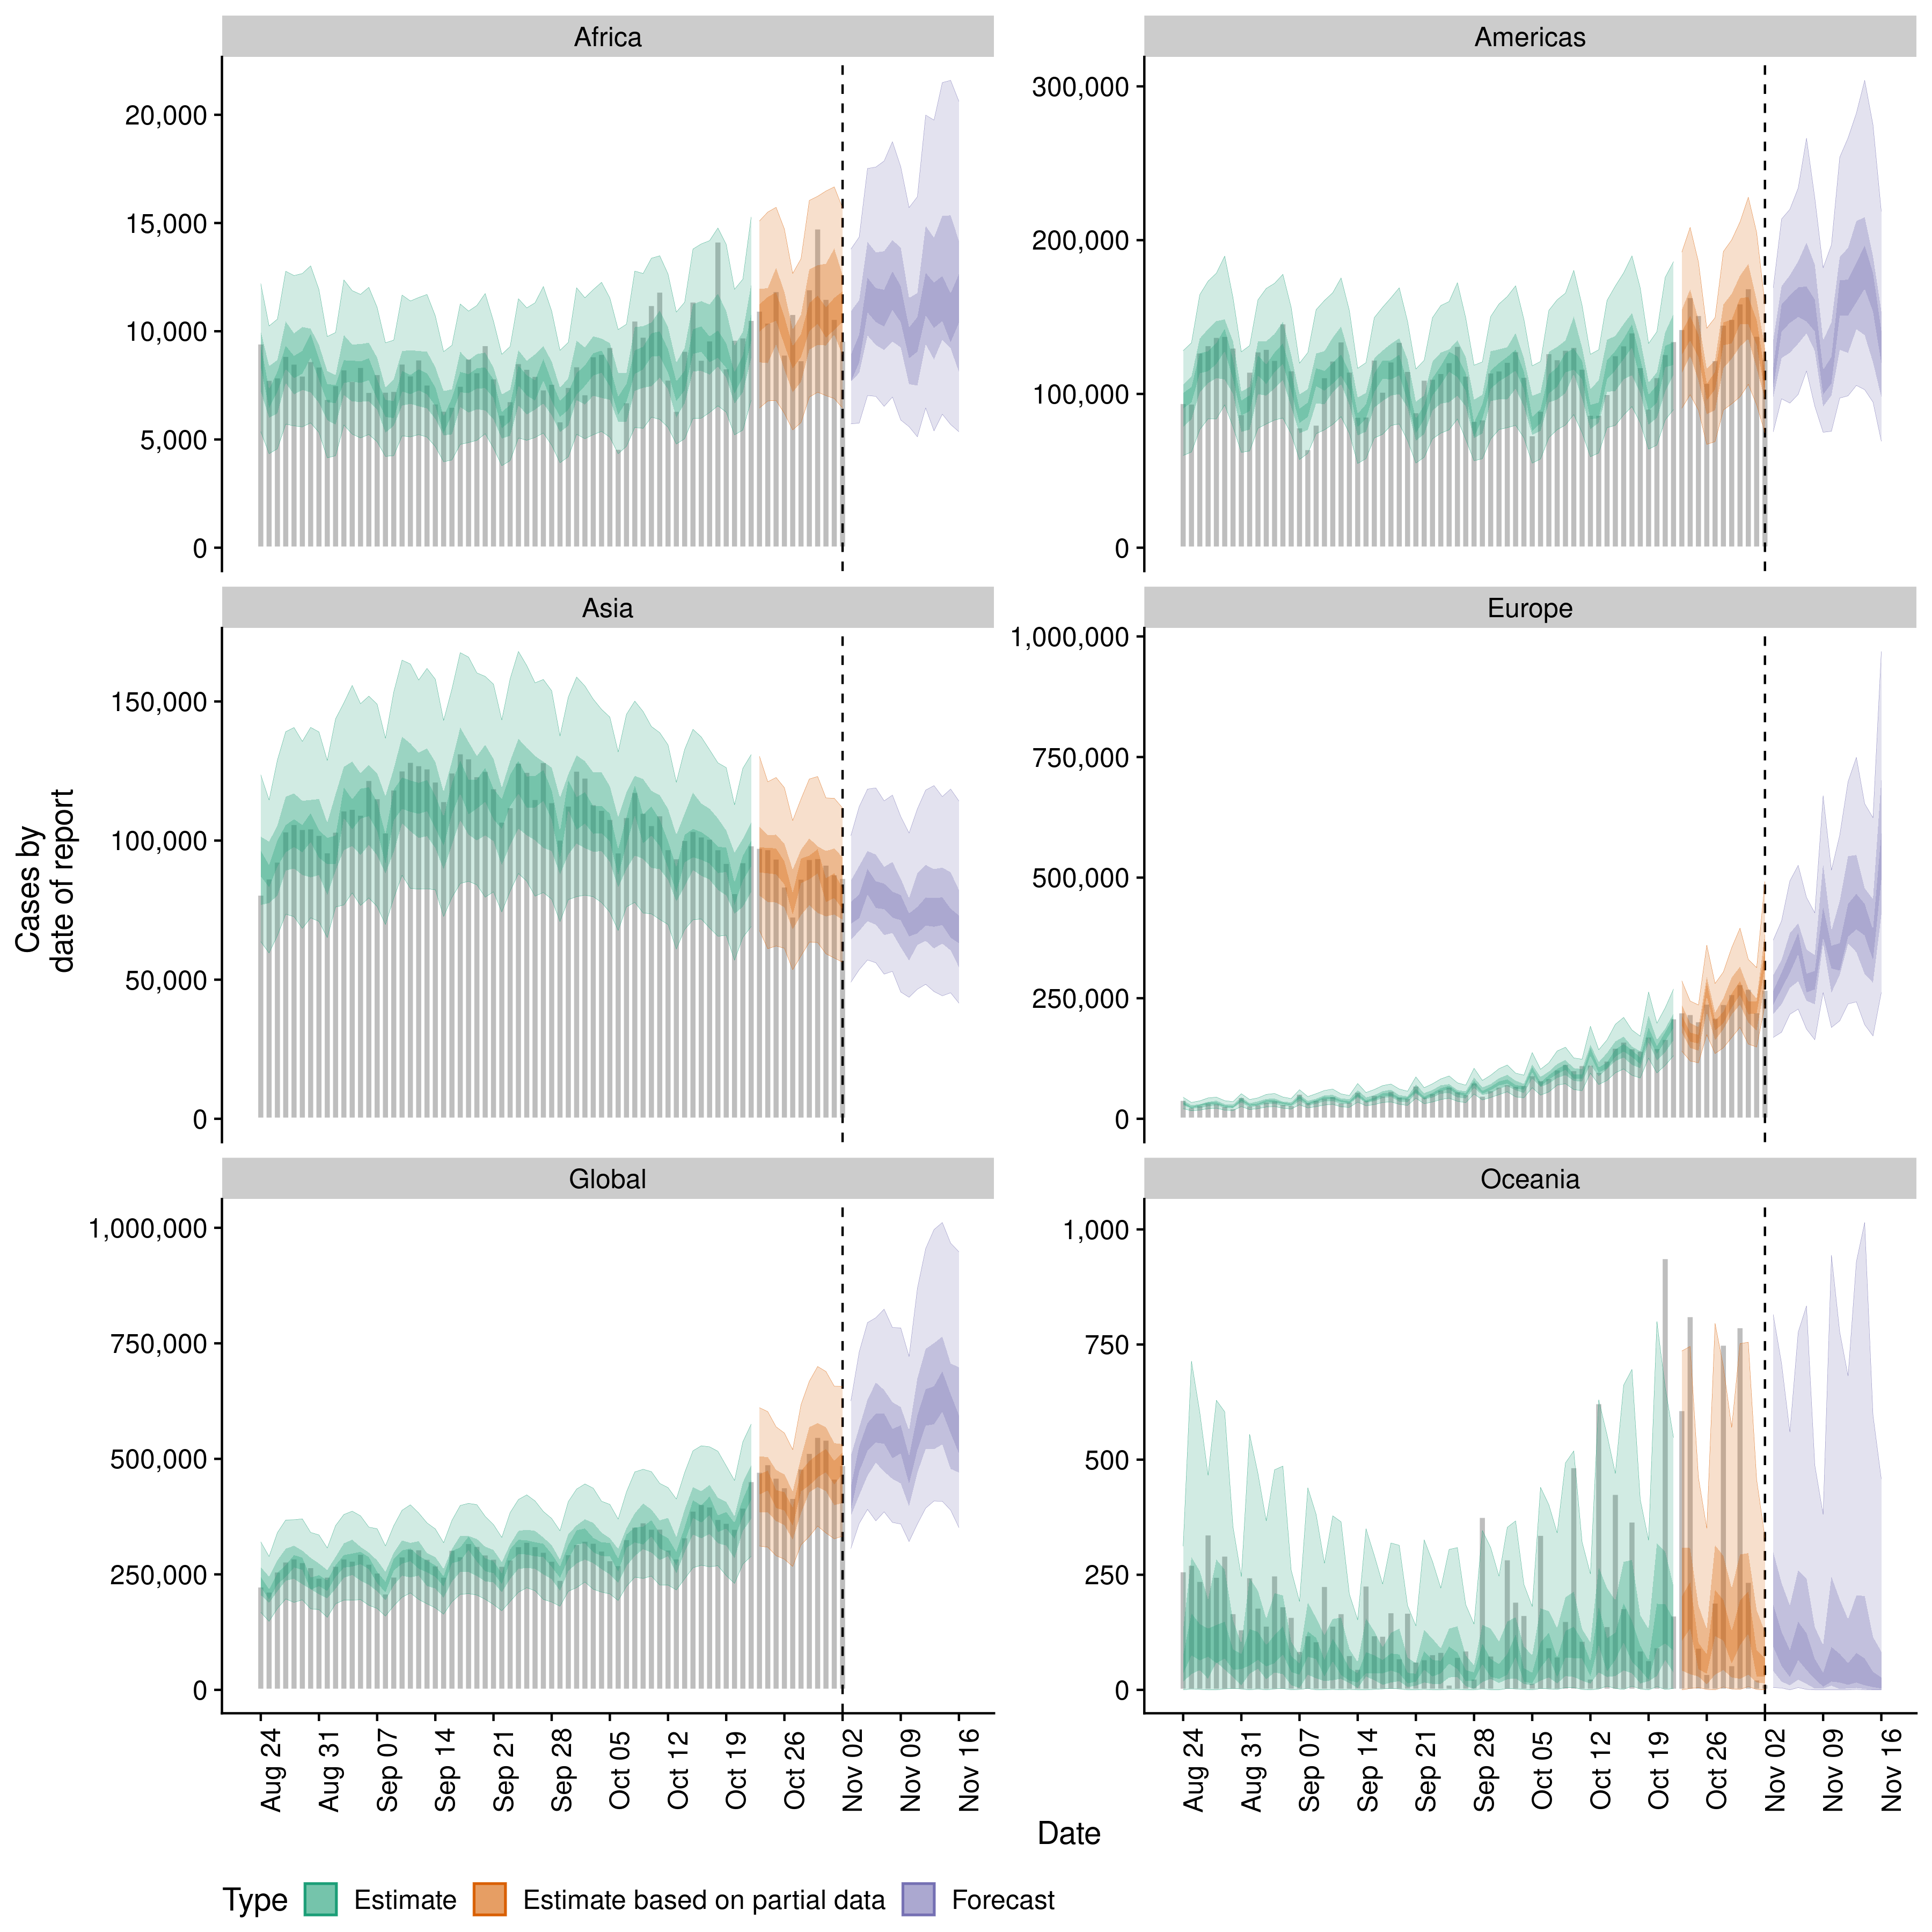 Africa
Americas
20,000
15,000
10,000
5,000
0
300,000
200,000
100,000
0
Asia
Europe
150,000
100,000
50,000
0
1,000,000
750,000
500,000
250,000
0
Cases by
date of report
Global
Oceania
1,000,000
750,000
500,000
250,000
0
1,000
750
500
250
0
Aug 24
Aug 31
Sep 07
Sep 14
Sep 21
Sep 28
Oct 05
Oct 12
Oct 19
Oct 26
Nov 02
Nov 09
Nov 16
Aug 24
Aug 31
Sep 07
Sep 14
Sep 21
Sep 28
Oct 05
Oct 12
Oct 19
Oct 26
Nov 02
Nov 09
Nov 16
Date
Type Estimate Estimate based on partial data Forecast